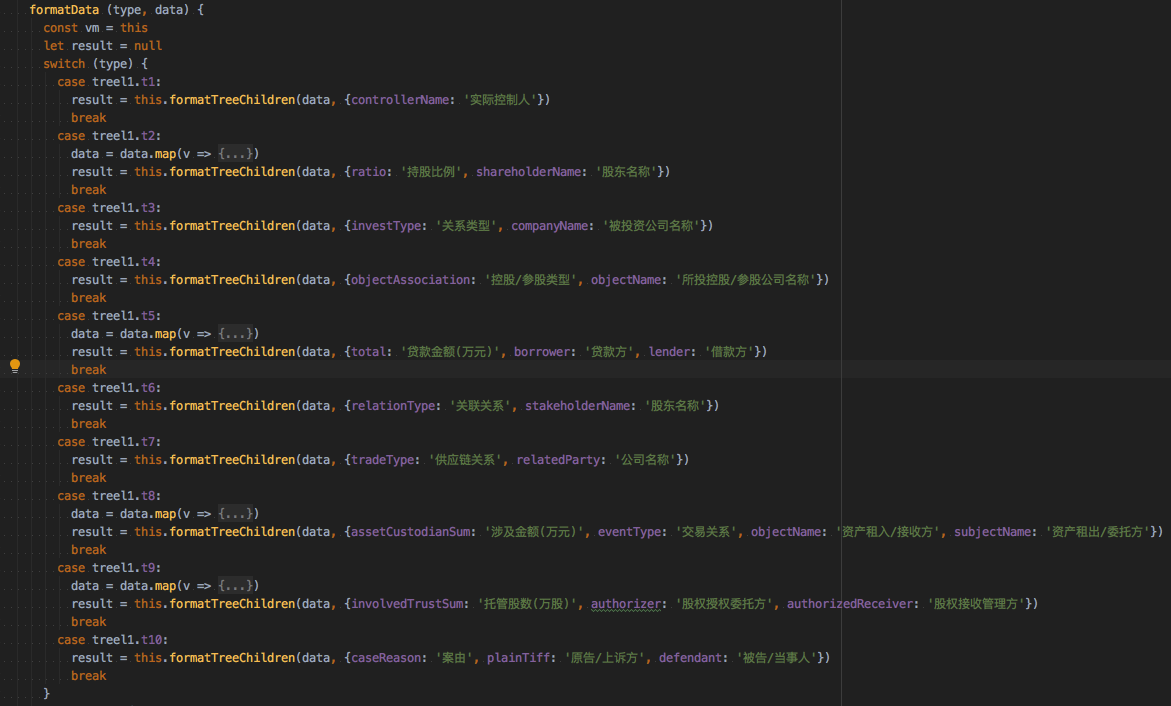 formatData (type, data) {
const vm = this
let result = null
switch (type) {
case treel1.t1:
result = this.formatTreeChildren(data, {controllerName: '实际控制人'})
break
case treel1.t2:
data = data.map(v => {...})
result = this.formatTreeChildren(data, {ratio: '持股比例', shareholderName: '股东名称'})
break
case treel1.t3:
result = this.formatTreeChildren(data, {investType: '关系类型', companyName: '被投资公司名称'})
break
case treel1.t4:
result = this.formatTreeChildren(data, {objectAssociation: '控股/参股类型', objectName: '所投控股/参股公司名称'})
break
case treel1.t5:
data = data.map(v => {...})
result = this.formatTreeChildren(data, {total: '贷款金额(万元)', borrower: '贷款方', lender: '借款方'})
break
case treel1.t6:
result = this.formatTreeChildren(data, {relationType: '关联关系', stakeholderName: '股东名称'})
break
case treel1.t7:
result = this.formatTreeChildren(data, {tradeType: '供应链关系', relatedParty: '公司名称'})
break
case treel1.t8:
data = data.map(v => {...})
result = this.formatTreeChildren(data, {assetCustodianSum: '涉及金额(万元)', eventType: '交易关系', objectName: '资产租入/接收方', subjectName: '资产租出/委托方'})
break
case treel1.t9:
data = data.map(v => {...})
result = this.formatTreeChildren(data, {involvedTrustSum: '托管股数(万股)', authorizer: '股权授权委托方', authorizedReceiver: '股权接收管理方'})
break
case treel1.t10:
result = this.formatTreeChildren(data, {caseReason: '案由', plainTiff: '原告/上诉方', defendant: '被告/当事人'})
break
}